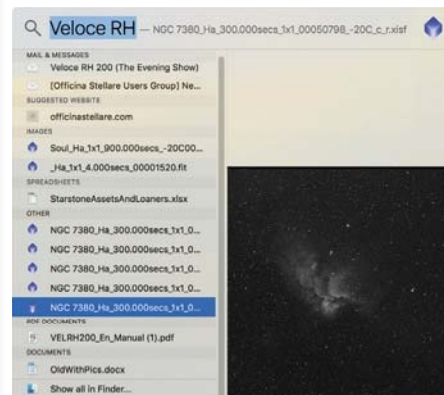 Veloce RH — NGC 7380_Ha_300.000secs_1x1_00050798_-20C_c_r.xisf
MAIL & MESSAGES
Veloce RH 200 (The Evening Show)
[Officina Stellare Users Group] Ne...
SUGGESTED WEBSITE
officinastellare.com
IMAGES
Soul_Ha_1x1_900.000secs_-20C00...
_Ha_1x1_4.000secs_00001520.fit
SPREADSHEETS
StarstoneAssetsAndLoaners.xlsx
OTHER
NGC 7380_Ha_300.000secs_1x1_0...
NGC 7380_Ha_300.000secs_1x1_0...
NGC 7380_Ha_300.000secs_1x1_0...
NGC 7380_Ha_300.000secs_1x1_0...
NGC 7380_Ha_300.000secs_1x1_0...
PDF DOCUMENTS
VELRH200_En_Manual (1).pdf
DOCUMENTS
OldWithPics.docx
Show all in Finder...